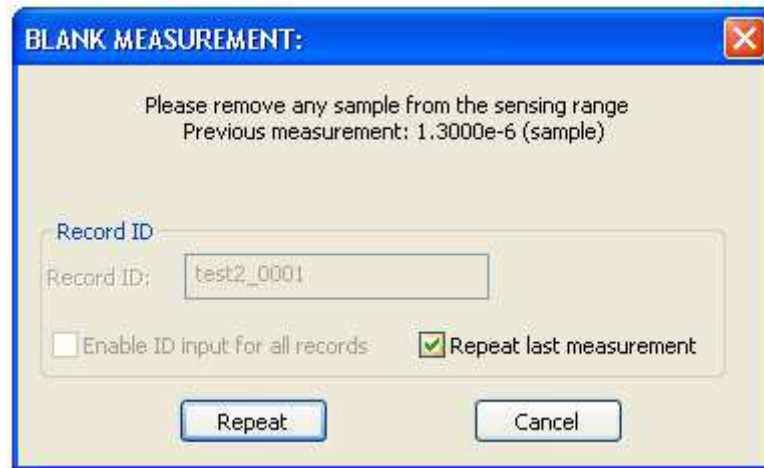 BLANK MEASUREMENT:
Please remove any sample from the sensing range
Previous measurement: 1.3000e-6 (sample)
Record ID
Record ID: test2_0001
Enable ID input for all records Repeat last measurement
Repeat Cancel